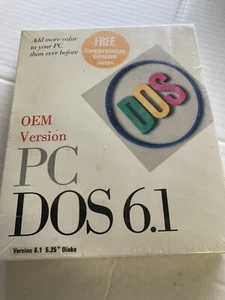 Add more value
to your PC
than ever before
FREE
Compression
Coupon
DOS
OEM
Version
PC
DOS 6.1
Version 6.1 5.25" Disks